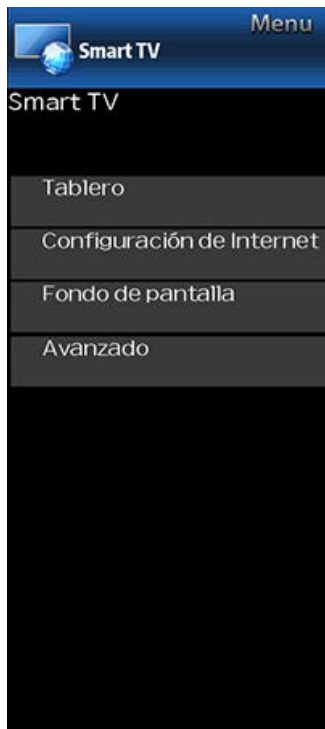 Menu
Smart TV
Smart TV
Tablero
Configuración de Internet
Fondo de pantalla
Avanzado